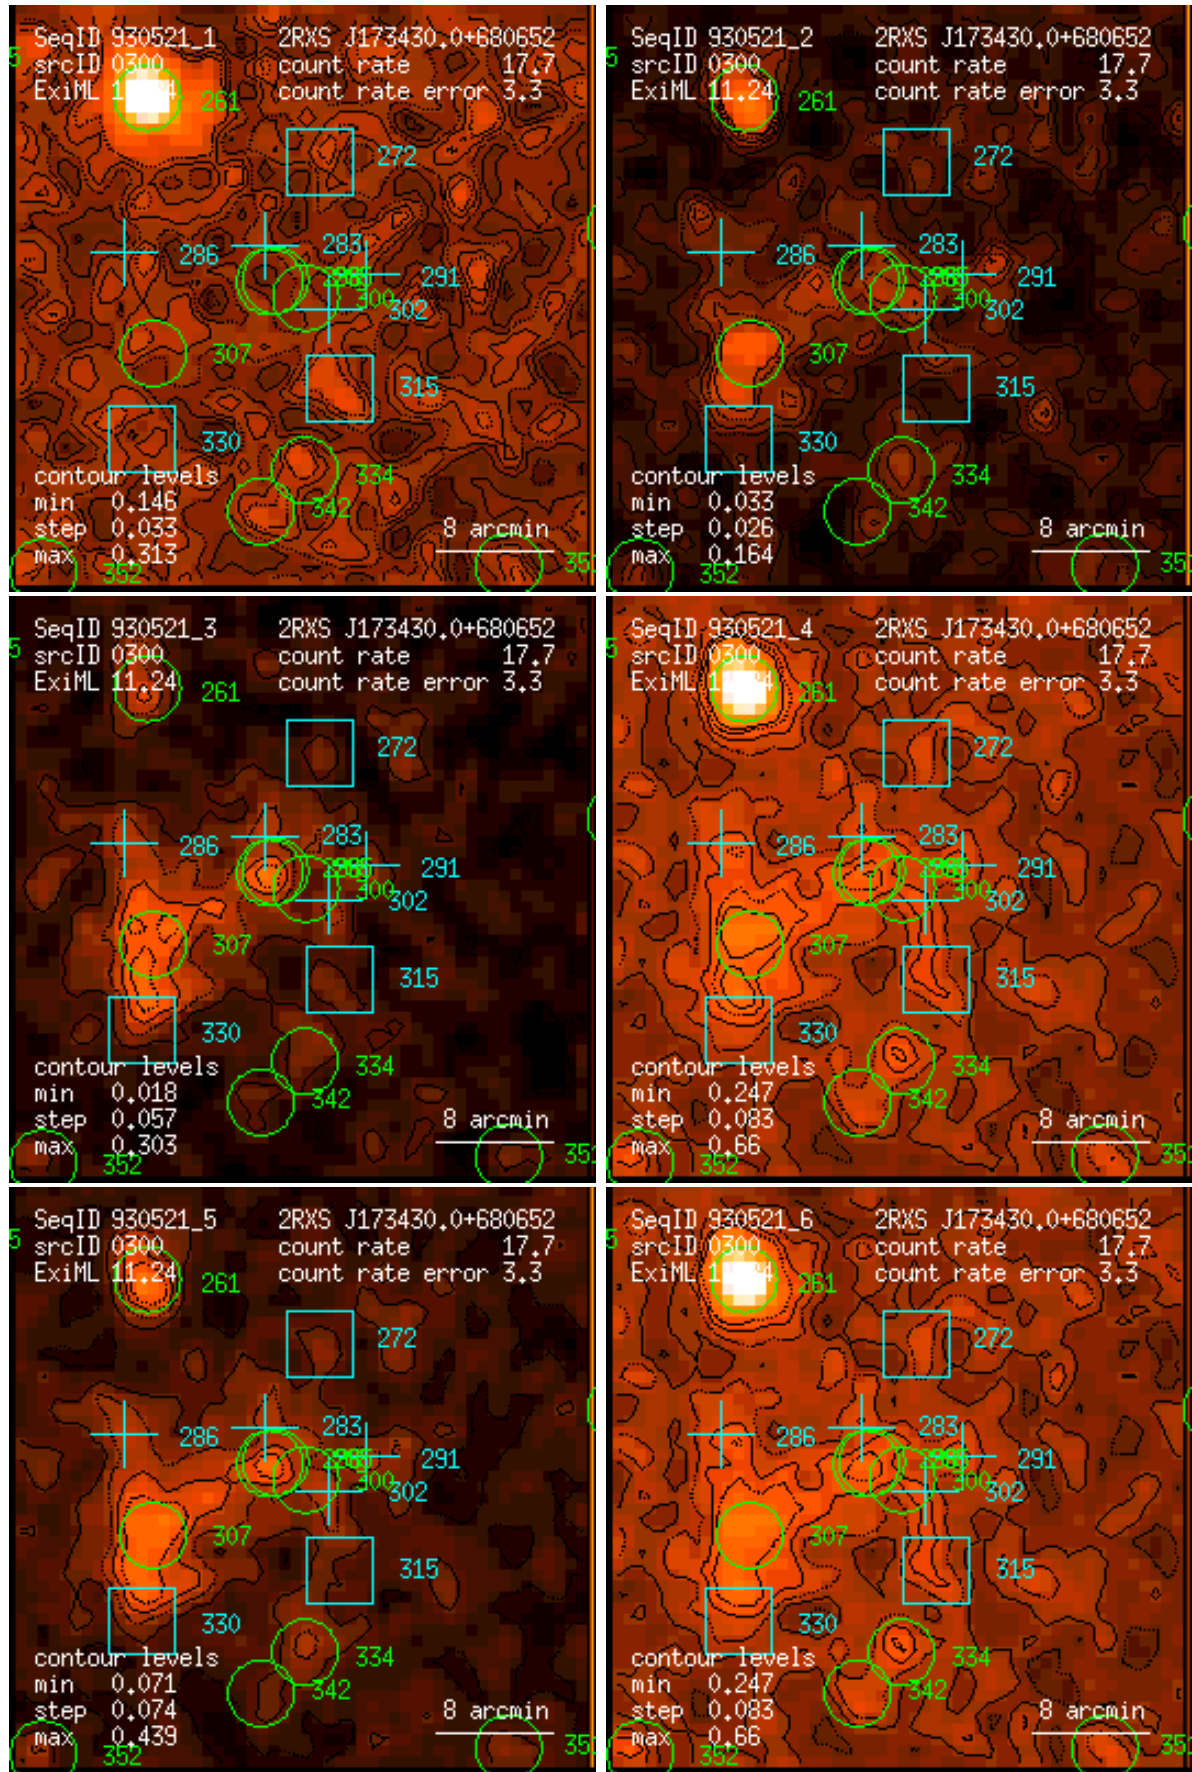 SeqID 930521_1 2RXS J173430.0+680652
srcID 0300 count rate 17.7
ExiML 11.24 count rate error 3.3
5
261
272
283
286
291
300
302
307
315
330
334
342
contour levels
min 0.146
step 0.033
max 0.313
8 arcmin
352
SeqID 930521_2 2RXS J173430.0+680652
srcID 0300 count rate 17.7
ExiML 11.24 count rate error 3.3
5
261
272
283
286
291
300
302
307
315
330
334
342
contour levels
min 0.033
step 0.026
max 0.164
8 arcmin
352
SeqID 930521_3 2RXS J173430.0+680652
srcID 0300 count rate 17.7
ExiML 11.24 count rate error 3.3
5
261
272
283
286
291
300
302
307
315
330
334
342
contour levels
min 0.018
step 0.057
max 0.303
8 arcmin
352
SeqID 930521_4 2RXS J173430.0+680652
srcID 0300 count rate 17.7
ExiML 11.24 count rate error 3.3
5
261
272
283
286
291
300
302
307
315
330
334
342
contour levels
min 0.247
step 0.083
max 0.66
8 arcmin
352
SeqID 930521_5 2RXS J173430.0+680652
srcID 0300 count rate 17.7
ExiML 11.24 count rate error 3.3
5
261
272
283
286
291
300
302
307
315
330
334
342
contour levels
min 0.071
step 0.074
max 0.439
8 arcmin
352
SeqID 930521_6 2RXS J173430.0+680652
srcID 0300 count rate 17.7
ExiML 11.24 count rate error 3.3
5
261
272
283
286
291
300
302
307
315
330
334
342
contour levels
min 0.247
step 0.083
max 0.66
8 arcmin
352